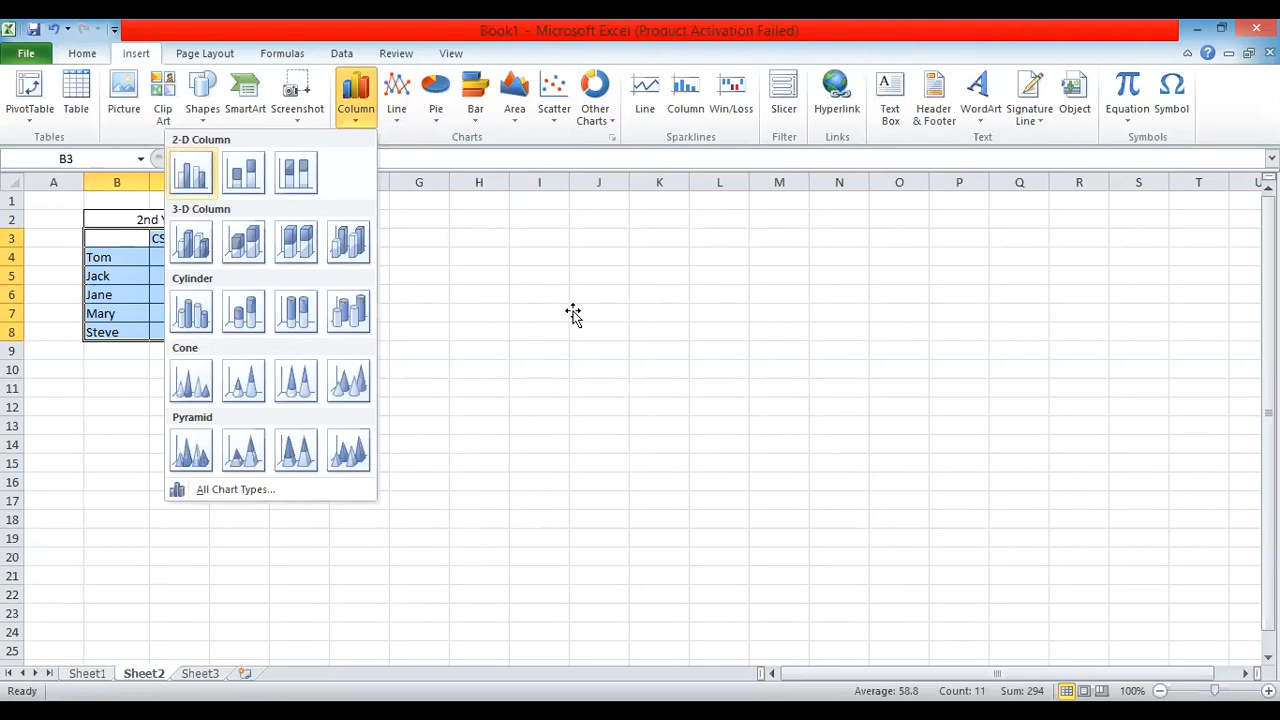 Book1 - Microsoft Excel (Product Activation Failed)
File Home Insert Page Layout Formulas Data Review View
PivotTable Table Picture Clip Art Shapes SmartArt Screenshot Column Line Pie Bar Area Scatter Other Charts Line Column Win/Loss Slicer Hyperlink Text Box Header & Footer WordArt Signature Line Object Equation Symbol
Tables Charts Sparklines Filter Links Text Symbols
B3
2-D Column
3-D Column
Cylinder
Cone
Pyramid
All Chart Types...
A B G H I J K L M N O P Q R S T U
1
2 2nd Y
3 CS
4 Tom
5 Jack
6 Jane
7 Mary
8 Steve
9
10
11
12
13
14
15
16
17
18
19
20
21
22
23
24
25
Sheet1 Sheet2 Sheet3
Ready Average: 58.8 Count: 11 Sum: 294 100%